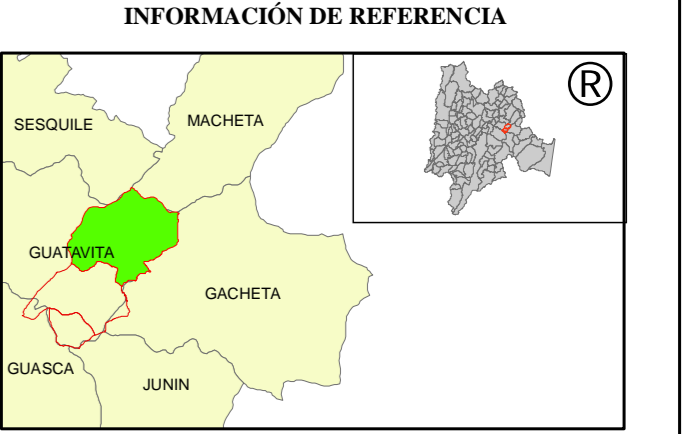 INFORMACIÓN DE REFERENCIA
®
SESQUILE
MACHETA
GUATAVITA
GACHETA
GUASCA
JUNIN